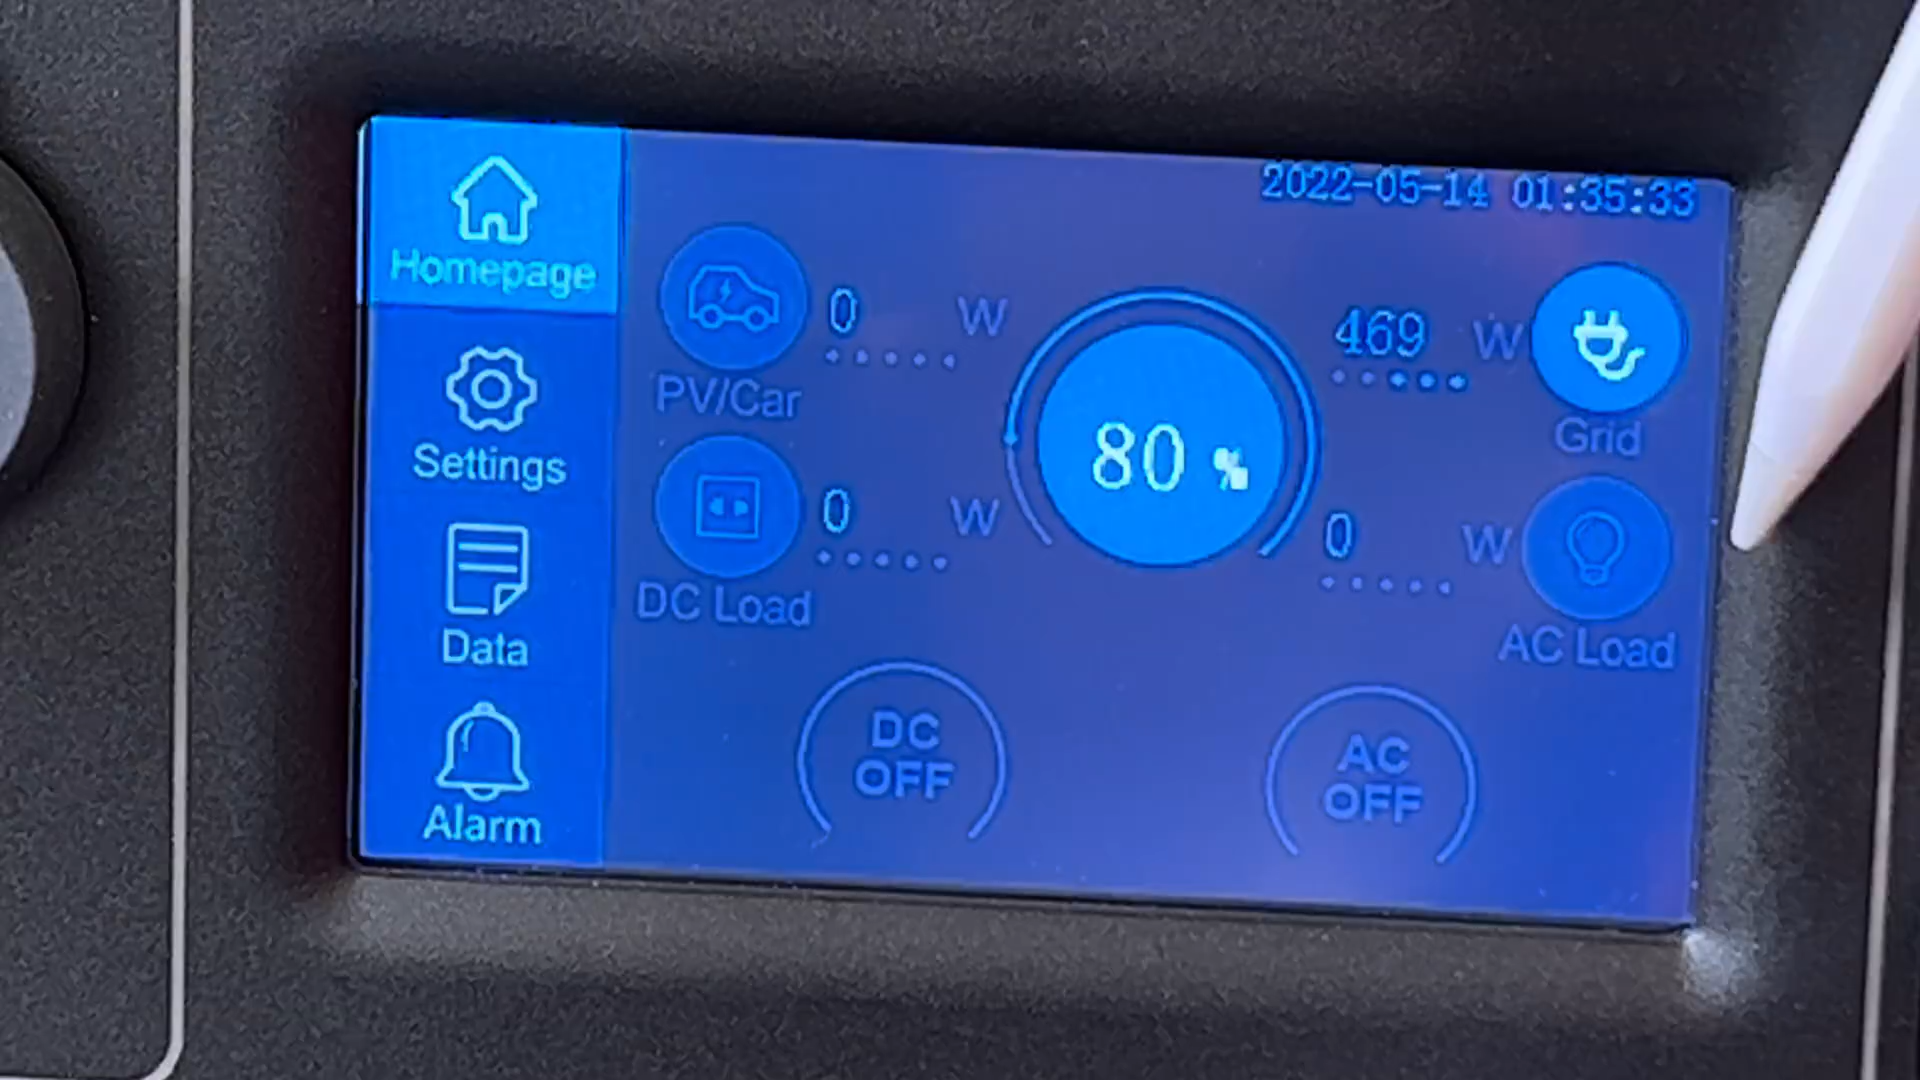 2022-05-14 01:35:33
Homepage
Settings
Data
Alarm
0 W
PV/Car
469 W
Grid
80 %
0 W
DC Load
0 W
AC Load
DC
OFF
AC
OFF